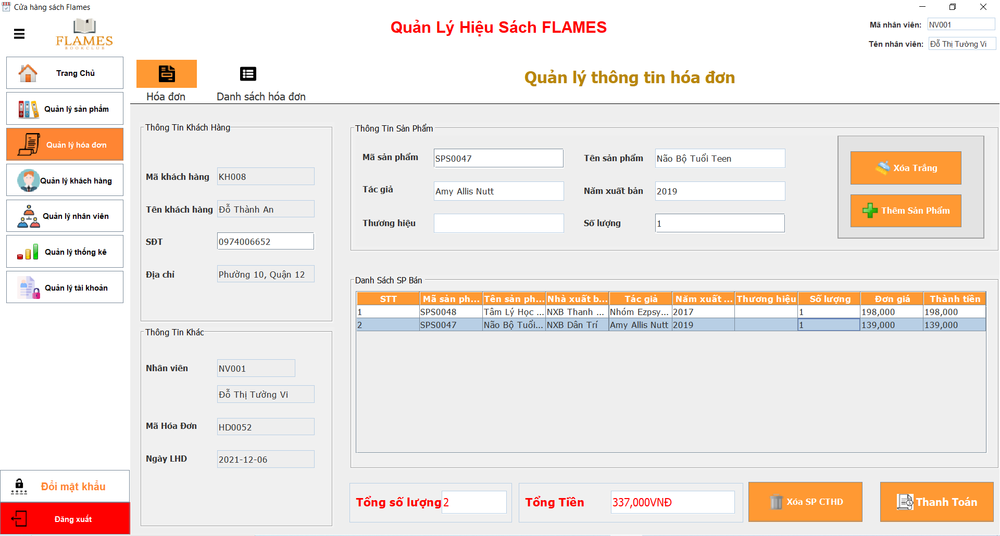 Cửa hàng sách Flames
FLAMES
BOOKCLUB
Quản Lý Hiệu Sách FLAMES
Mã nhân viên: NV001
Tên nhân viên: Đỗ Thị Tường Vi
Trang Chủ
Quản lý sản phẩm
Quản lý hóa đơn
Quản lý khách hàng
Quản lý nhân viên
Quản lý thống kê
Quản lý tài khoản
Đổi mật khẩu
Đăng xuất
Hóa đơn
Danh sách hóa đơn
Quản lý thông tin hóa đơn
Thông Tin Khách Hàng
Mã khách hàng KH008
Tên khách hàng Đỗ Thành An
SĐT 0974006652
Địa chỉ Phường 10, Quận 12
Thông Tin Khác
Nhân viên NV001
Đỗ Thị Tường Vi
Mã Hóa Đơn HD0052
Ngày LHD 2021-12-06
Thông Tin Sản Phẩm
Mã sản phẩm SPS0047 Tên sản phẩm Não Bộ Tuổi Teen
Tác giả Amy Allis Nutt Năm xuất bản 2019
Thương hiệu Số lượng 1
Xóa Trắng
Thêm Sản Phẩm
Danh Sách SP Bán
STT Mã sản ph... Tên sản ph... Nhà xuất b... Tác giả Năm xuất ... Thương hiệu Số lượng Đơn giá Thành tiền
1 SPS0048 Tâm Lý Học ... NXB Thanh ... Nhóm Ezpsy... 2017 1 198,000 198,000
2 SPS0047 Não Bộ Tuổi... NXB Dân Trí Amy Allis Nutt 2019 1 139,000 139,000
Tổng số lượng 2
Tổng Tiền 337,000VNĐ
Xóa SP CTHD
Thanh Toán